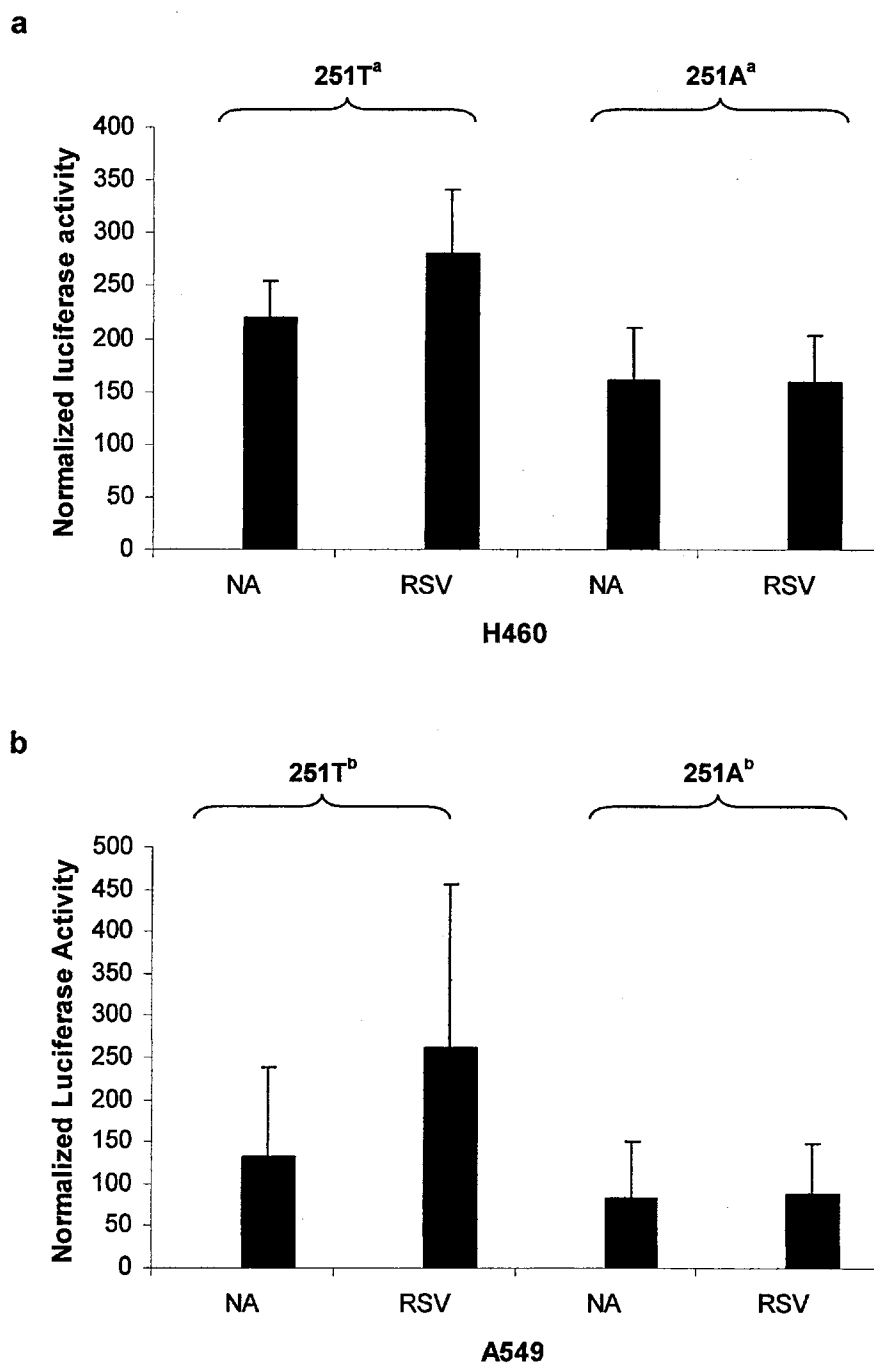 a
251Tᵃ 251Aᵃ
Normalized luciferase activity
400
350
300
250
200
150
100
50
0
NA RSV NA RSV
H460
b
251Tᵇ 251Aᵇ
Normalized Luciferase Activity
500
450
400
350
300
250
200
150
100
50
0
NA RSV NA RSV
A549